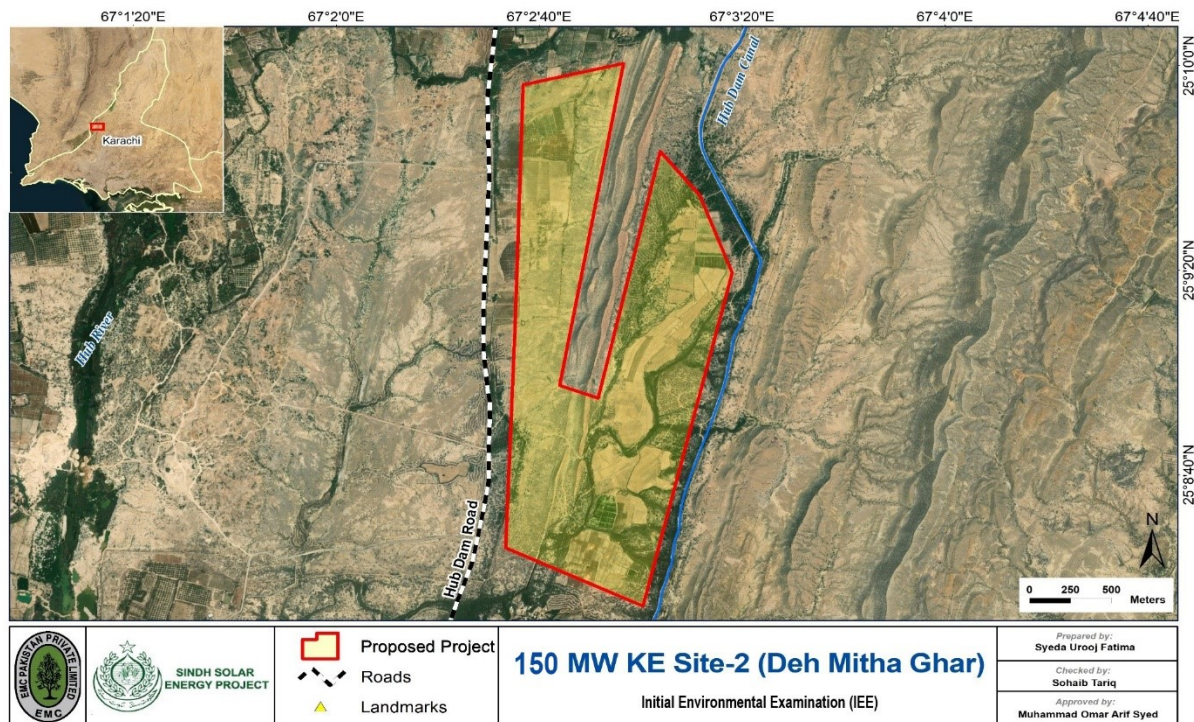 67°1'20"E
67°2'0"E
67°2'40"E
67°3'20"E
67°4'0"E
67°4'40"E
Karachi
Hub Dam Canal
25°10'0"N
25°9'20"N
25°8'40"N
Hub River
Hub Dam Road
N
0 250 500
Meters
EMC PAKISTAN PRIVATE LIMITED
EMC
SINDH SOLAR
ENERGY PROJECT
Proposed Project
Roads
Landmarks
150 MW KE Site-2 (Deh Mitha Ghar)
Initial Environmental Examination (IEE)
Prepared by:
Syeda Urooj Fatima
Checked by:
Sohaib Tariq
Approved by:
Muhammad Omar Arif Syed